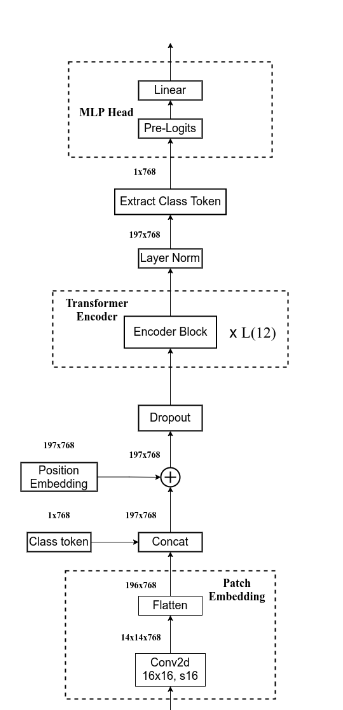 Linear
MLP Head
Pre-Logits
1x768
Extract Class Token
197x768
Layer Norm
Transformer
Encoder
Encoder Block
x L(12)
Dropout
197x768
197x768
Position
Embedding
+
1x768
197x768
Class token
Concat
196x768
Patch
Embedding
Flatten
14x14x768
Conv2d
16x16, s16